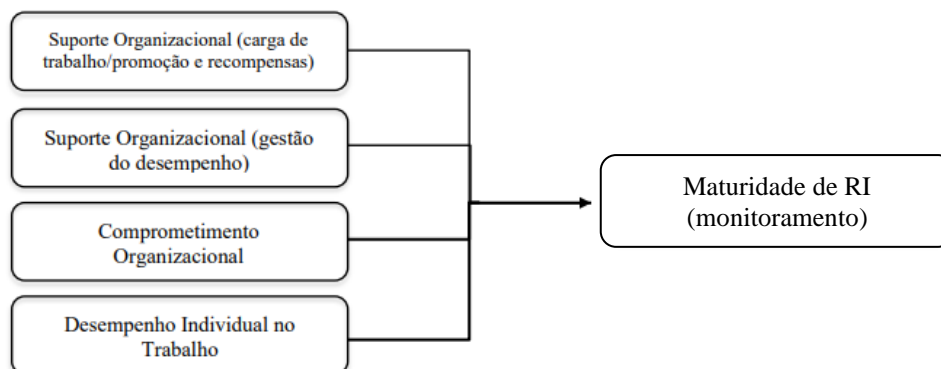 Suporte Organizacional (carga de
trabalho/promoção e recompensas)
Suporte Organizacional (gestão
do desempenho)
Comprometimento
Organizacional
Desempenho Individual no
Trabalho
Maturidade de RI
(monitoramento)